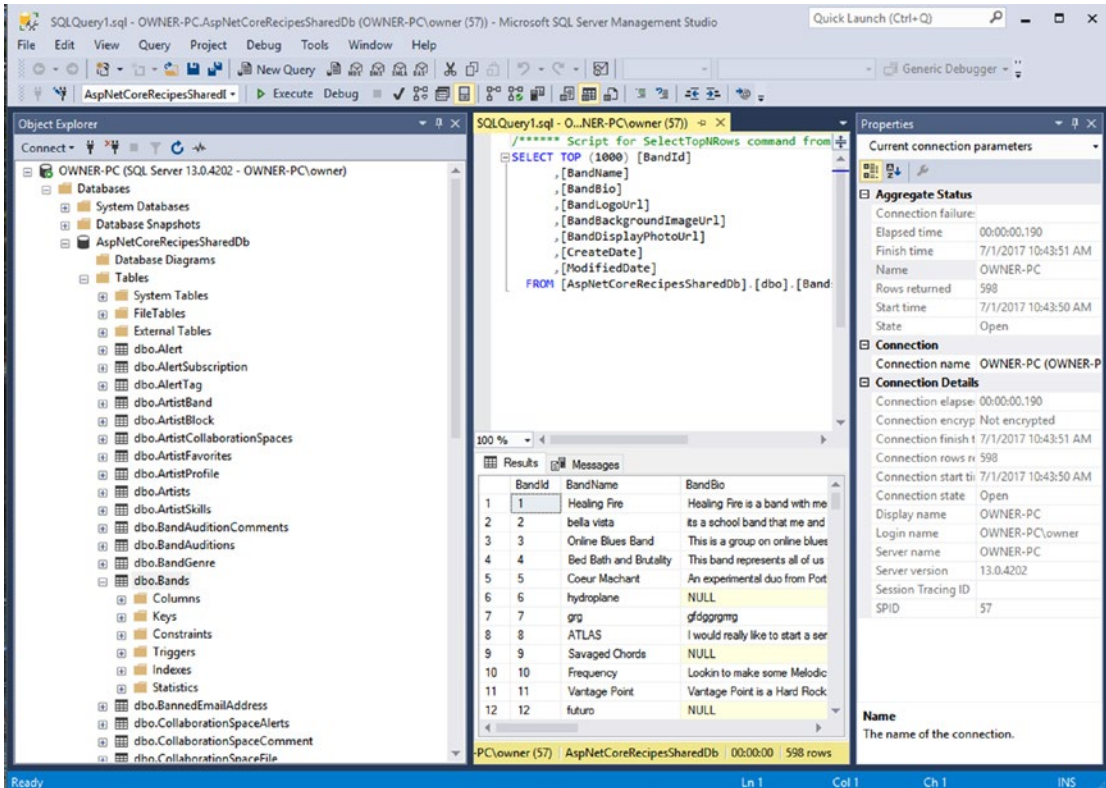 SQLQuery1.sql - OWNER-PC.AspNetCoreRecipesSharedDb (OWNER-PC\owner (57)) - Microsoft SQL Server Management Studio
Quick Launch (Ctrl+Q)
File Edit View Query Project Debug Tools Window Help
New Query
Generic Debugger
AspNetCoreRecipesSharedD
Execute Debug
Object Explorer
Connect
OWNER-PC (SQL Server 13.0.4202 - OWNER-PC\owner)
Databases
System Databases
Database Snapshots
AspNetCoreRecipesSharedDb
Database Diagrams
Tables
System Tables
FileTables
External Tables
dbo.Alert
dbo.AlertSubscription
dbo.AlertTag
dbo.ArtistBand
dbo.ArtistBlock
dbo.ArtistCollaborationSpaces
dbo.ArtistFavorites
dbo.ArtistProfile
dbo.Artists
dbo.ArtistSkills
dbo.BandAuditionComments
dbo.BandAuditions
dbo.BandGenre
dbo.Bands
Columns
Keys
Constraints
Triggers
Indexes
Statistics
dbo.BannedEmailAddress
dbo.CollaborationSpaceAlerts
dbo.CollaborationSpaceComment
dbo.CollaborationSpaceFile
SQLQuery1.sql - O...NER-PC\owner (57))
/****** Script for SelectTopNRows command from
SELECT TOP (1000) [BandId]
,[BandName]
,[BandBio]
,[BandLogoUrl]
,[BandBackgroundImageUrl]
,[BandDisplayPhotoUrl]
,[CreateDate]
,[ModifiedDate]
FROM [AspNetCoreRecipesSharedDb].[dbo].[Band
100 %
Results Messages
BandId BandName BandBio
1 1 Healing Fire Healing Fire is a band with me
2 2 bella vista its a school band that me and
3 3 Online Blues Band This is a group on online blues
4 4 Bed Bath and Brutality This band represents all of us
5 5 Coeur Machant An experimental duo from Port
6 6 hydroplane NULL
7 7 grg gfdggrgrrg
8 8 ATLAS I would really like to start a ser
9 9 Savaged Chords NULL
10 10 Frequency Lookin to make some Melodic
11 11 Vantage Point Vantage Point is a Hard Rock
12 12 futuro NULL
-PC\owner (57) AspNetCoreRecipesSharedDb 00:00:00 598 rows
Properties
Current connection parameters
Aggregate Status
Connection failures
Elapsed time 00:00:00.190
Finish time 7/1/2017 10:43:51 AM
Name OWNER-PC
Rows returned 598
Start time 7/1/2017 10:43:50 AM
State Open
Connection
Connection name OWNER-PC (OWNER-P
Connection Details
Connection elapse 00:00:00.190
Connection encryp Not encrypted
Connection finish t 7/1/2017 10:43:51 AM
Connection rows re 598
Connection start ti 7/1/2017 10:43:50 AM
Connection state Open
Display name OWNER-PC
Login name OWNER-PC\owner
Server name OWNER-PC
Server version 13.0.4202
Session Tracing ID
SPID 57
Name
The name of the connection.
Ready Ln 1 Col 1 Ch 1 INS